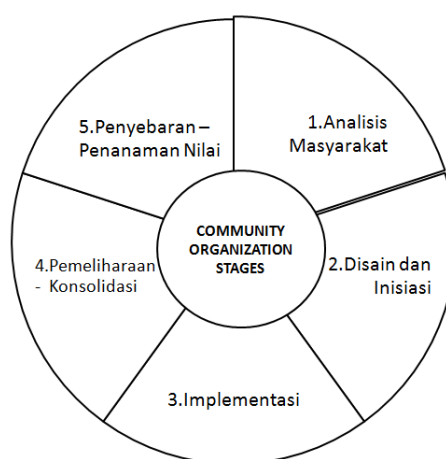 COMMUNITY
ORGANIZATION
STAGES
1.Analisis
Masyarakat
2.Disain dan
Inisiasi
3.Implementasi
4.Pemeliharaan
- Konsolidasi
5.Penyebaran –
Penanaman Nilai